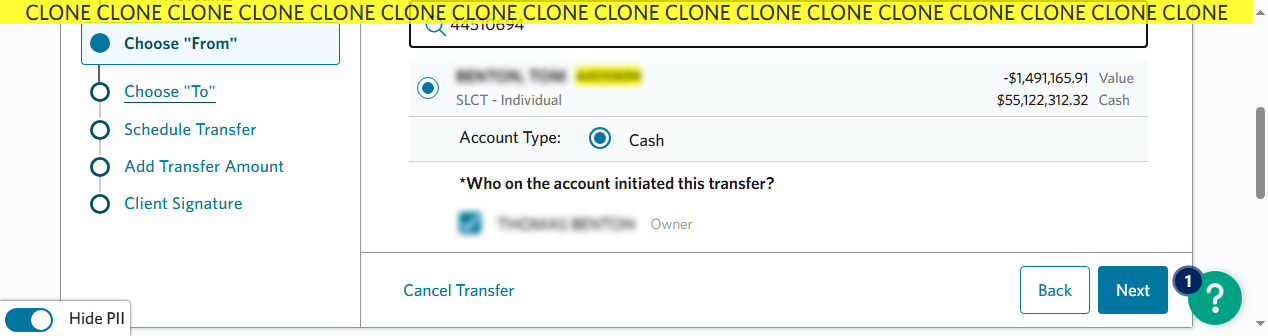 CLONE CLONE CLONE CLONE CLONE CLONE CLONE CLONE CLONE CLONE CLONE CLONE CLONE CLONE CLONE CLONE CLONE
Choose "From"
Choose "To"
Schedule Transfer
Add Transfer Amount
Client Signature
44510694
-$1,491,165.91 Value
SLCT - Individual
$55,122,312.32 Cash
Account Type: Cash
*Who on the account initiated this transfer?
Owner
Cancel Transfer
Back
Next
1
?
Hide PII